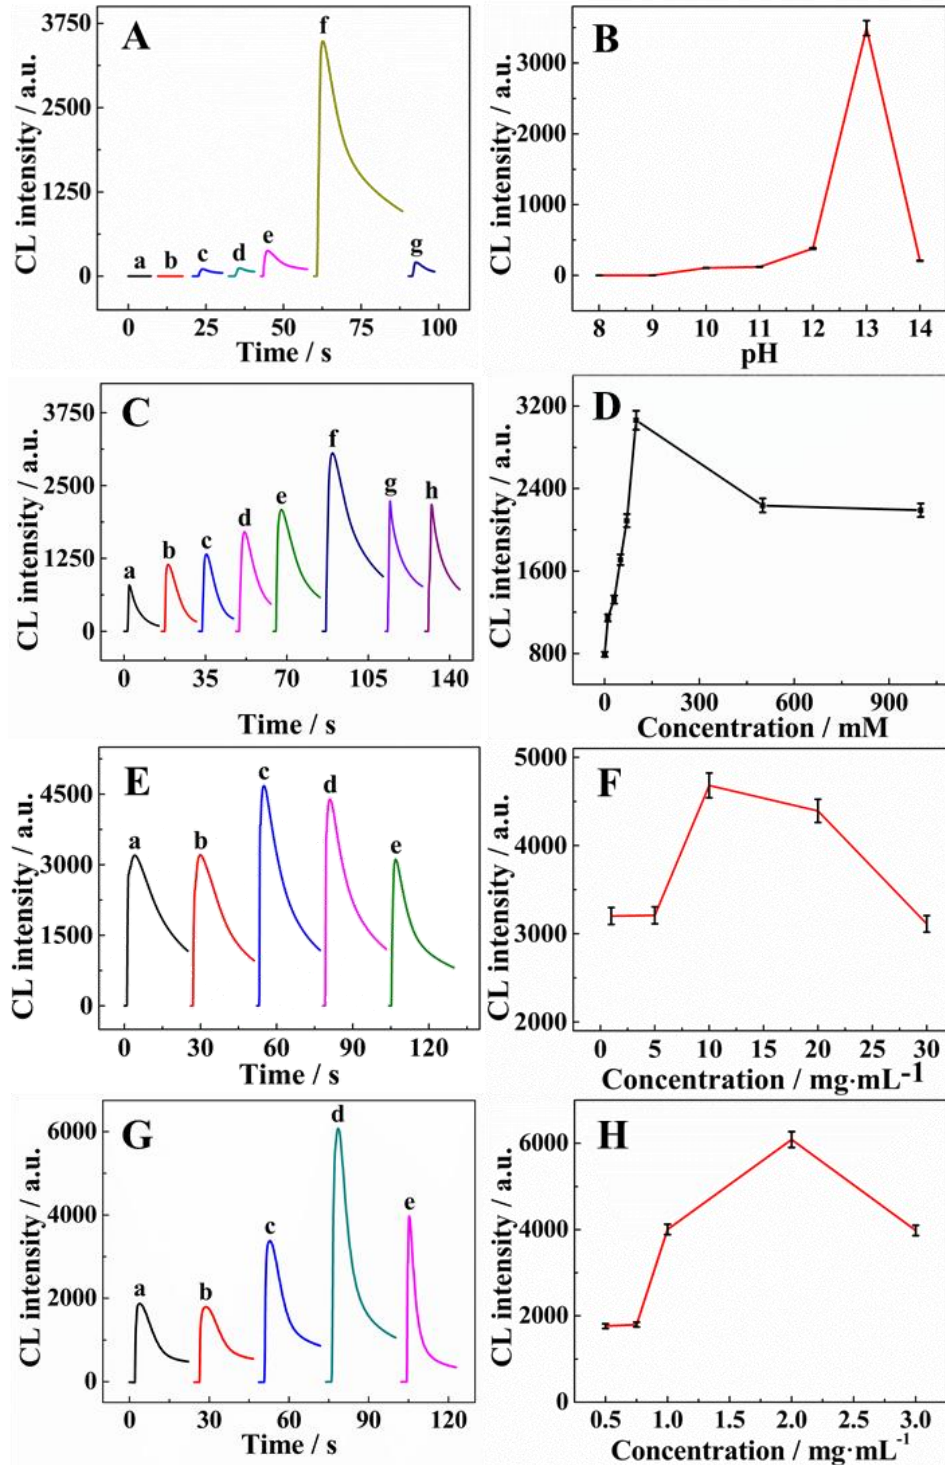 A
CL intensity / a.u.
3750
2500
1250
0
a b c d e f g
0 25 50 75 100
Time / s
B
CL intensity / a.u.
3000
2000
1000
0
8 9 10 11 12 13 14
pH
C
CL intensity / a.u.
3750
2500
1250
0
a b c d e f g h
0 35 70 105 140
Time / s
D
CL intensity / a.u.
3200
2400
1600
800
0 300 600 900
Concentration / mM
E
CL intensity / a.u.
4500
3000
1500
0
a b c d e
0 30 60 90 120
Time / s
F
CL intensity / a.u.
5000
4000
3000
2000
0 5 10 15 20 25 30
Concentration / mg·mL-1
G
CL intensity / a.u.
6000
4000
2000
0
a b c d e
0 30 60 90 120
Time / s
H
CL intensity / a.u.
6000
4000
2000
0
0.5 1.0 2.0 2.5 3.0
Concentration / mg·mL-1